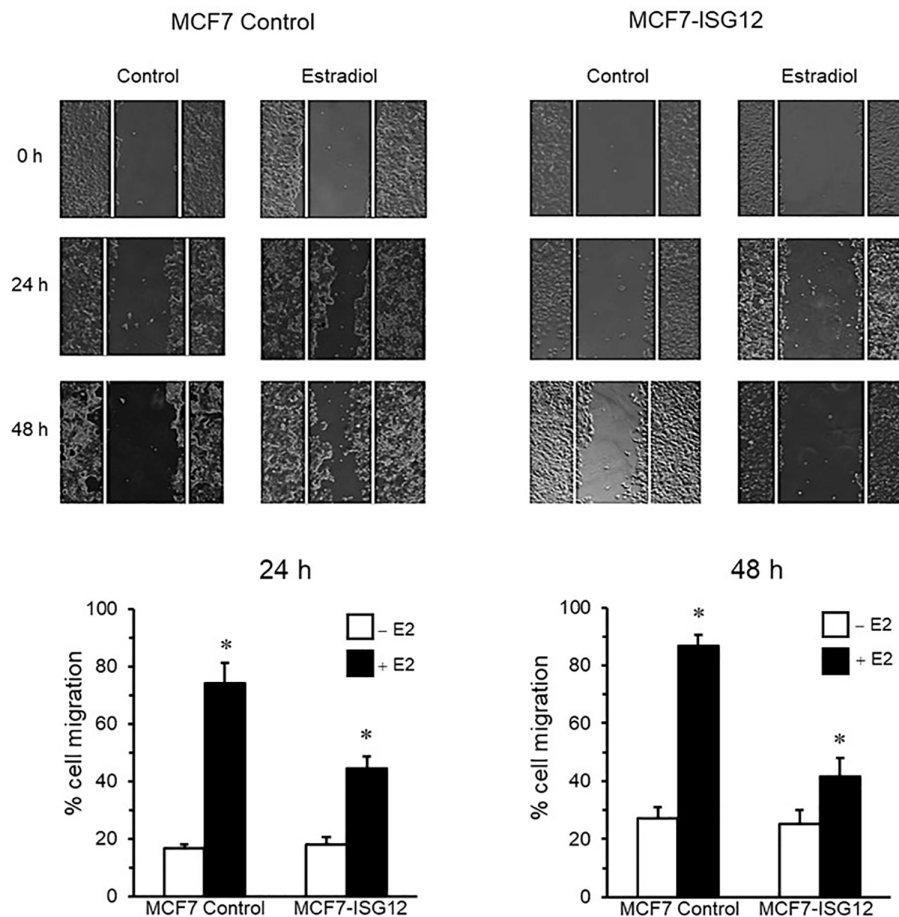 MCF7 Control MCF7-ISG12
Control Estradiol Control Estradiol
0 h
24 h
48 h
24 h
100
80
60
40
20
0
% cell migration
– E2
+ E2
*
*
MCF7 Control MCF7-ISG12
48 h
100
80
60
40
20
0
% cell migration
– E2
+ E2
*
*
MCF7 Control MCF7-ISG12